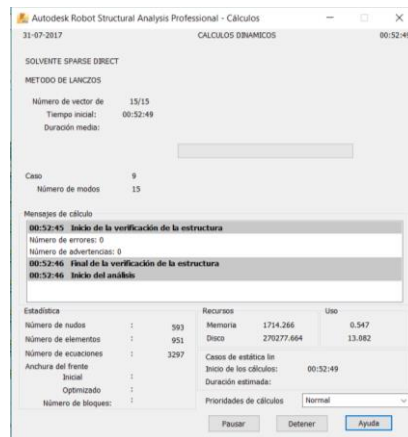 Autodesk Robot Structural Analysis Professional - Cálculos
31-07-2017 CALCULOS DINAMICOS 00:52:49
SOLVENTE SPARSE DIRECT
METODO DE LANCZOS
Número de vector de 15/15
Tiempo inicial: 00:52:49
Duración media:
Caso 9
Número de modos 15
Mensajes de cálculo
00:52:45 Inicio de la verificación de la estructura
Número de errores: 0
Número de advertencias: 0
00:52:46 Final de la verificación de la estructura
00:52:46 Inicio del análisis
Estadística Recursos Uso
Número de nudos : 593 Memoria 1714.266 0.547
Número de elementos : 951 Disco 270277.664 13.082
Número de ecuaciones : 3297 Casos de estática lin
Anchura del frente Inicio de los cálculos: 00:52:49
Inicial : Duración estimada:
Optimizado :
Número de bloques: : Prioridades de cálculos Normal
Pausar Detener Ayuda